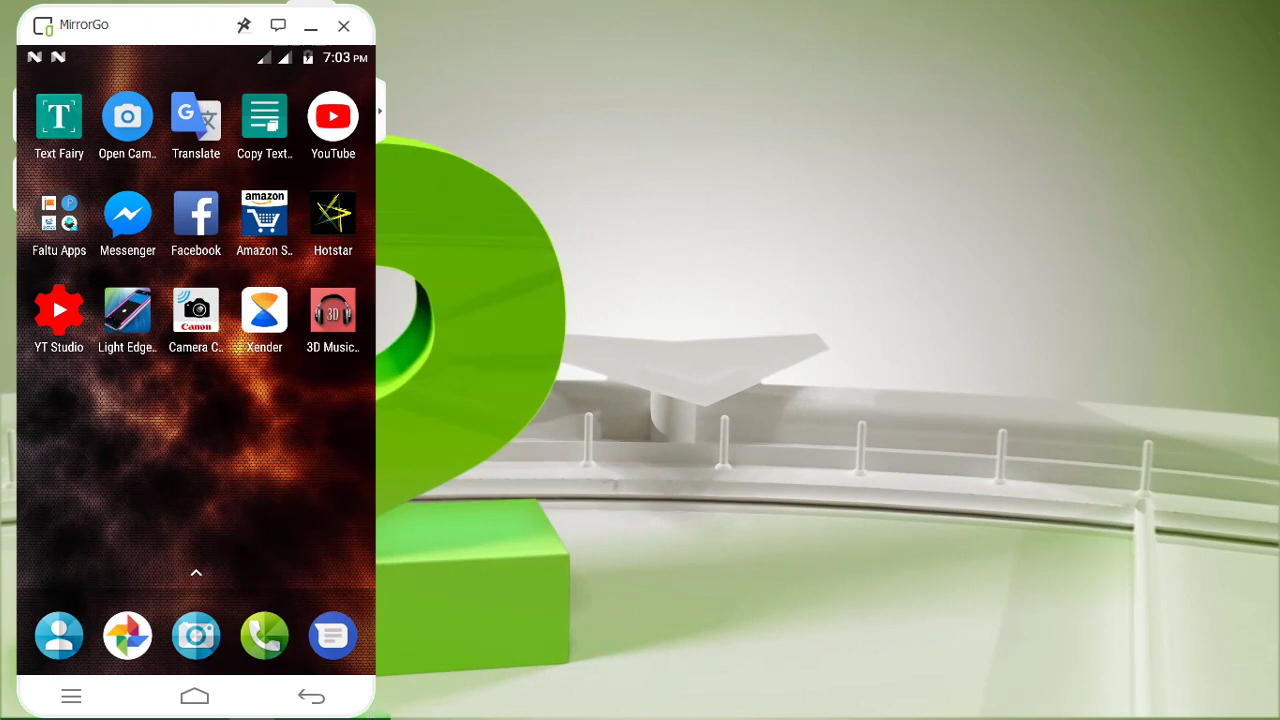 MirrorGo
7:03 PM
Text Fairy
Open Cam..
Translate
Copy Text..
YouTube
Faltu Apps
Messenger
Facebook
amazon
Amazon S..
Hotstar
YT Studio
Light Edge..
Canon
Camera C..
Xender
3D
3D Music..